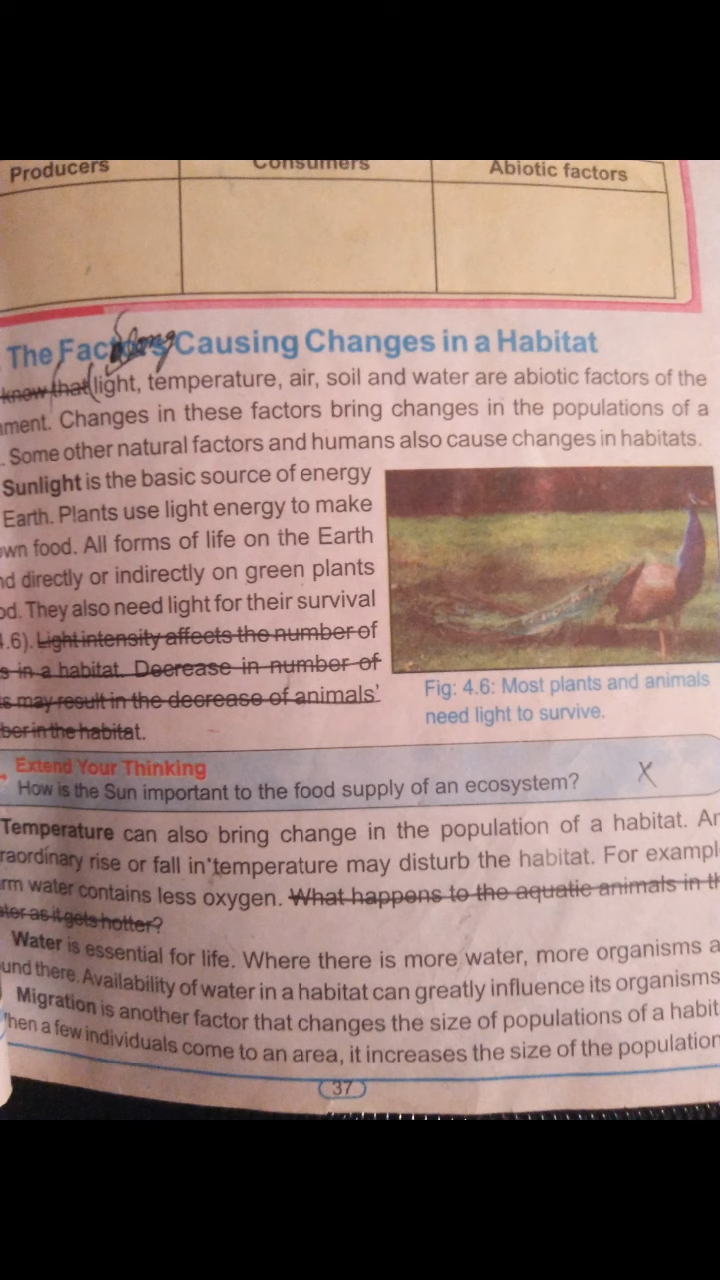 Producers Consumers Abiotic factors
The Factors Causing Changes in a Habitat
know that light, temperature, air, soil and water are abiotic factors of the
ment. Changes in these factors bring changes in the populations of a
. Some other natural factors and humans also cause changes in habitats.
Sunlight is the basic source of energy
Earth. Plants use light energy to make
own food. All forms of life on the Earth
nd directly or indirectly on green plants
od. They also need light for their survival
4.6). Light intensity affects the number of
s in a habitat. Decrease in number of
s may result in the decrease of animals'
ber in the habitat.
Fig: 4.6: Most plants and animals
need light to survive.
Extend Your Thinking
How is the Sun important to the food supply of an ecosystem? X
Temperature can also bring change in the population of a habitat. An
raordinary rise or fall in temperature may disturb the habitat. For exampl
rm water contains less oxygen. What happens to the aquatic animals in th
ater as it gets hotter?
Water is essential for life. Where there is more water, more organisms a
und there. Availability of water in a habitat can greatly influence its organisms
Migration is another factor that changes the size of populations of a habit
hen a few individuals come to an area, it increases the size of the population
37